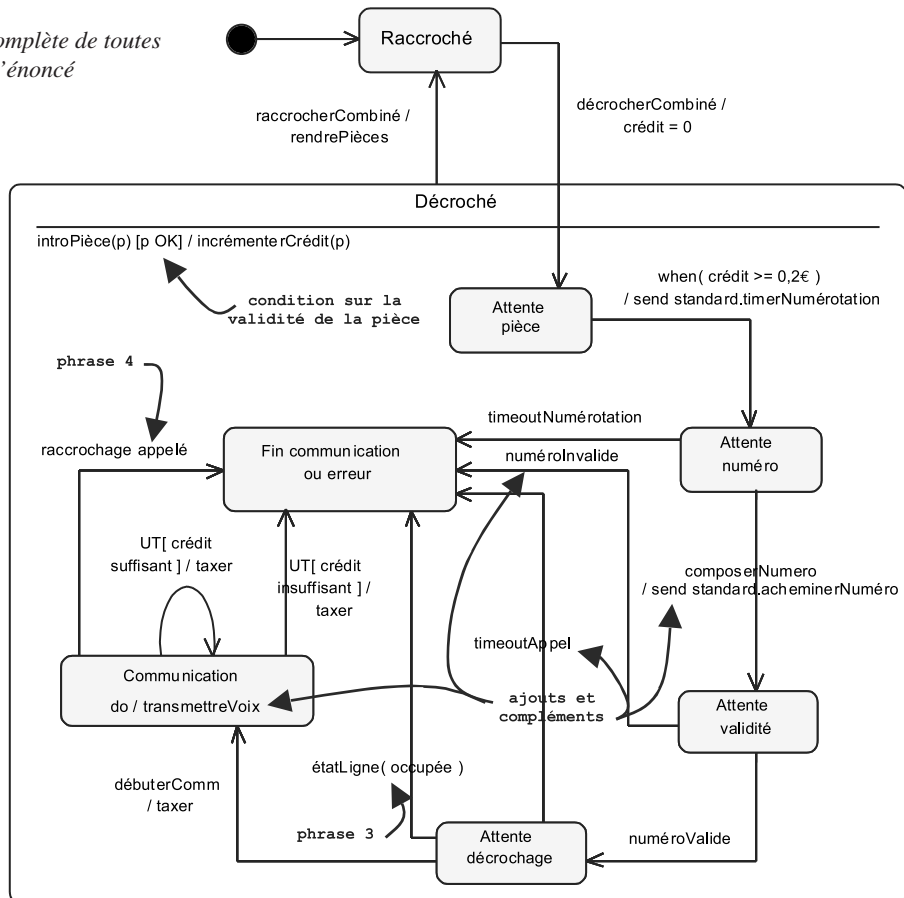 omplète de toutes
'énoncé
Raccroché
raccrocherCombiné /
rendrePièces
décrocherCombiné /
crédit = 0
Décroché
introPièce(p) [p OK] / incrémenterCrédit(p)
condition sur la
validité de la pièce
Attente
pièce
when( crédit >= 0,2€ )
/ send standard.timerNumérotation
phrase 4
raccrochage appelé
Fin communication
ou erreur
timeoutNumérotation
numéroInvalide
Attente
numéro
UT[ crédit
suffisant ] / taxer
UT[ crédit
insuffisant ] /
taxer
composerNumero
/ send standard.acheminerNuméro
timeoutAppel
Communication
do / transmettreVoix
ajouts et
compléments
Attente
validité
débuterComm
/ taxer
étatLigne( occupée )
phrase 3
Attente
décrochage
numéroValide